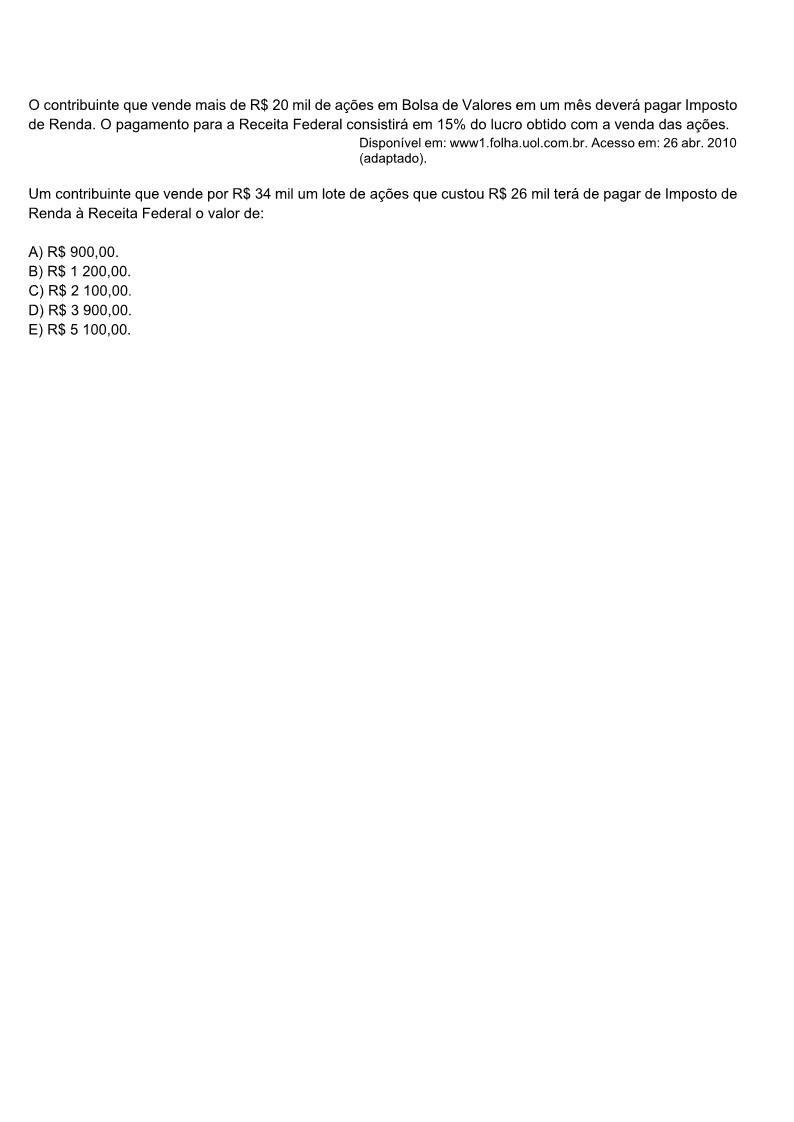 O contribuinte que vende mais de R$ 20 mil de ações em Bolsa de Valores em um mês deverá pagar Imposto
de Renda. O pagamento para a Receita Federal consistirá em 15% do lucro obtido com a venda das ações.
Disponível em: www1.folha.uol.com.br. Acesso em: 26 abr. 2010
(adaptado).
Um contribuinte que vende por R$ 34 mil um lote de ações que custou R$ 26 mil terá de pagar de Imposto de
Renda à Receita Federal o valor de:
A) R$ 900,00.
B) R$ 1 200,00.
C) R$ 2 100,00.
D) R$ 3 900,00.
E) R$ 5 100,00.